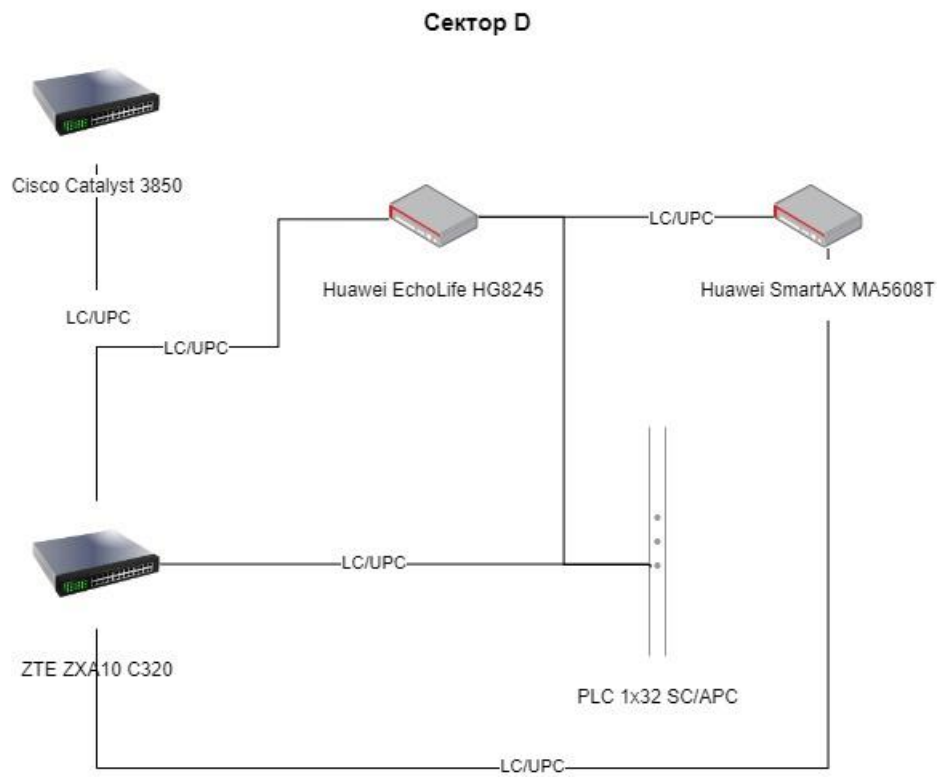 Сектор D
Cisco Catalyst 3850
LC/UPC
Huawei EchoLife HG8245
Huawei SmartAX MA5608T
LC/UPC
LC/UPC
LC/UPC
ZTE ZXA10 C320
PLC 1x32 SC/APC
LC/UPC